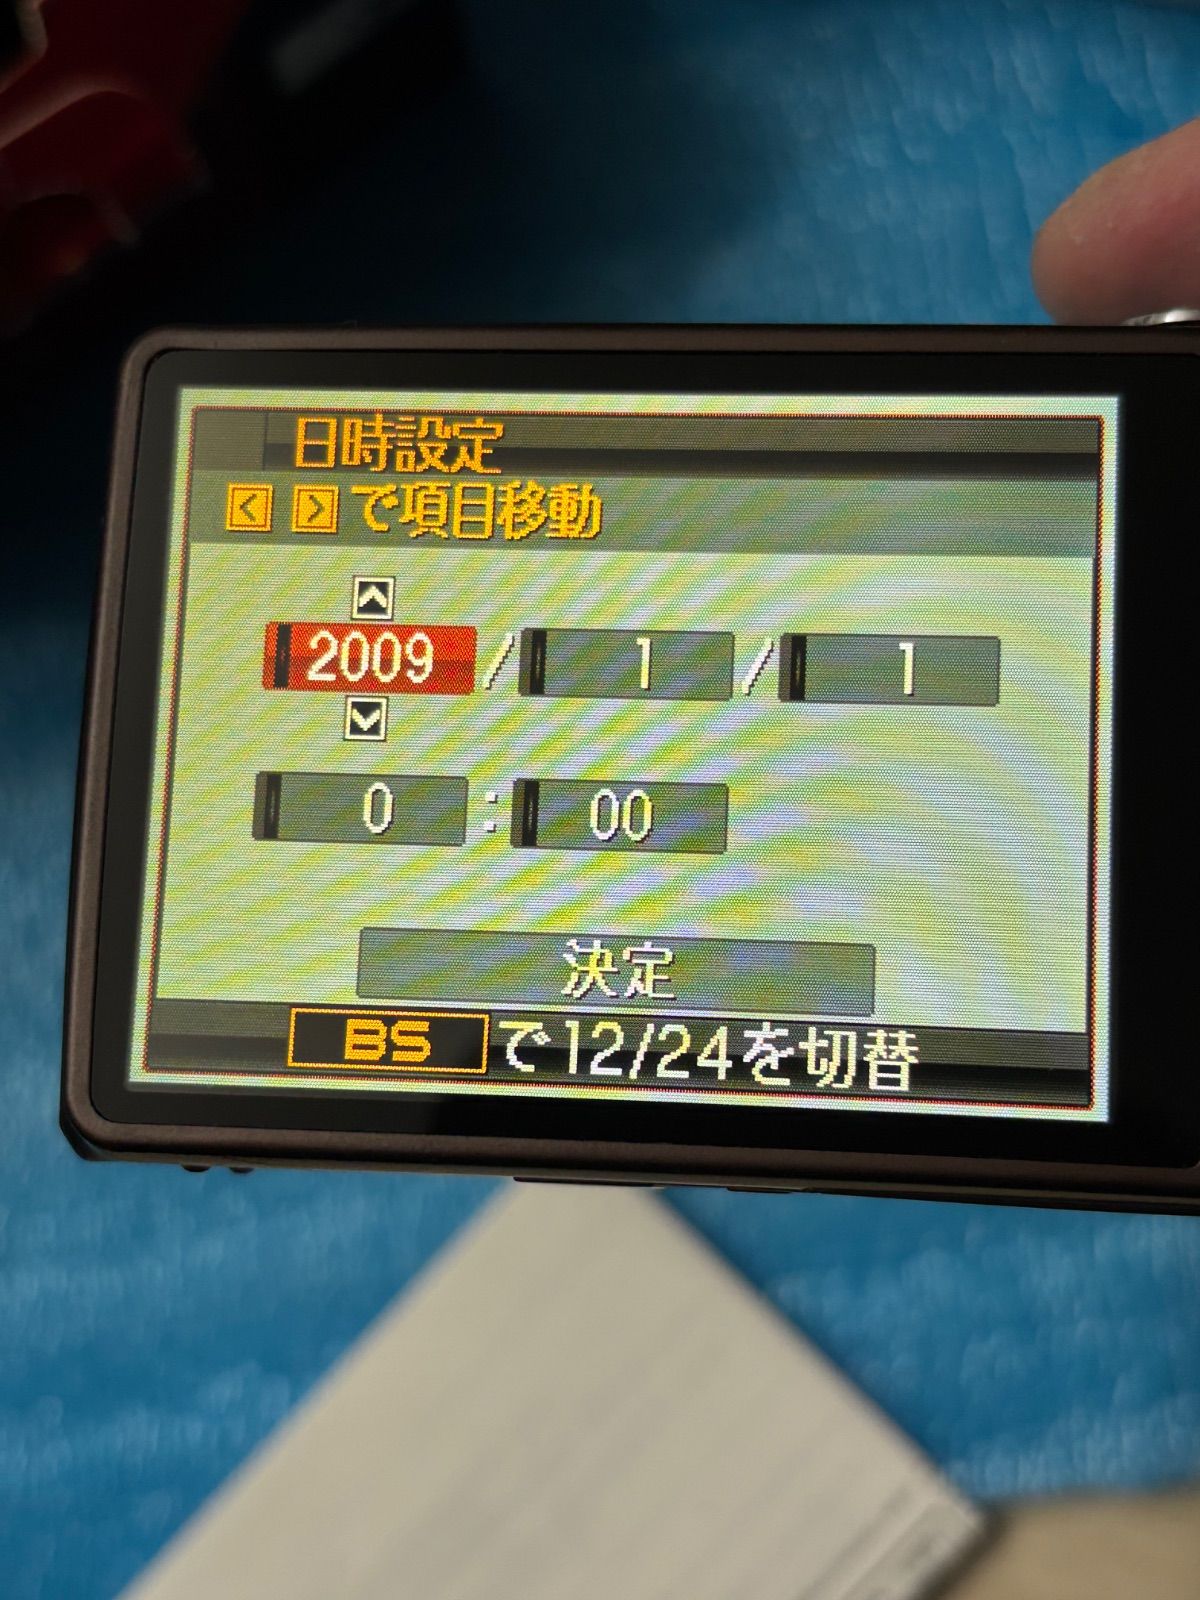 日時設定
< > で項目移動
2009 / 1 / 1
0 : 00
決定
BS で12/24を切替